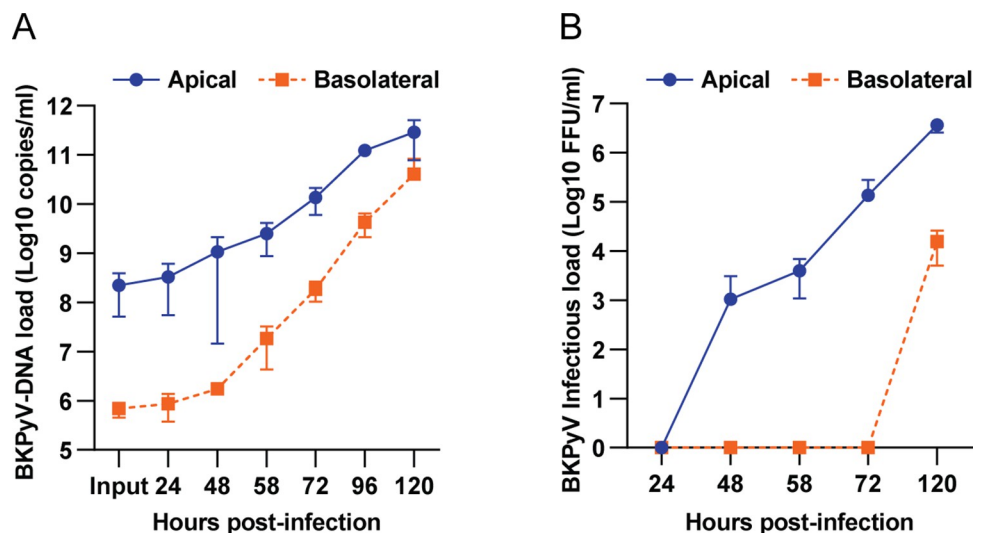 A
Apical Basolateral
BKPyV-DNA load (Log10 copies/ml)
12
11
10
9
8
7
6
5
Input 24 48 58 72 96 120
Hours post-infection
B
Apical Basolateral
BKPyV Infectious load (Log10 FFU/ml)
7
6
5
4
3
2
1
0
24 48 58 72 120
Hours post-infection